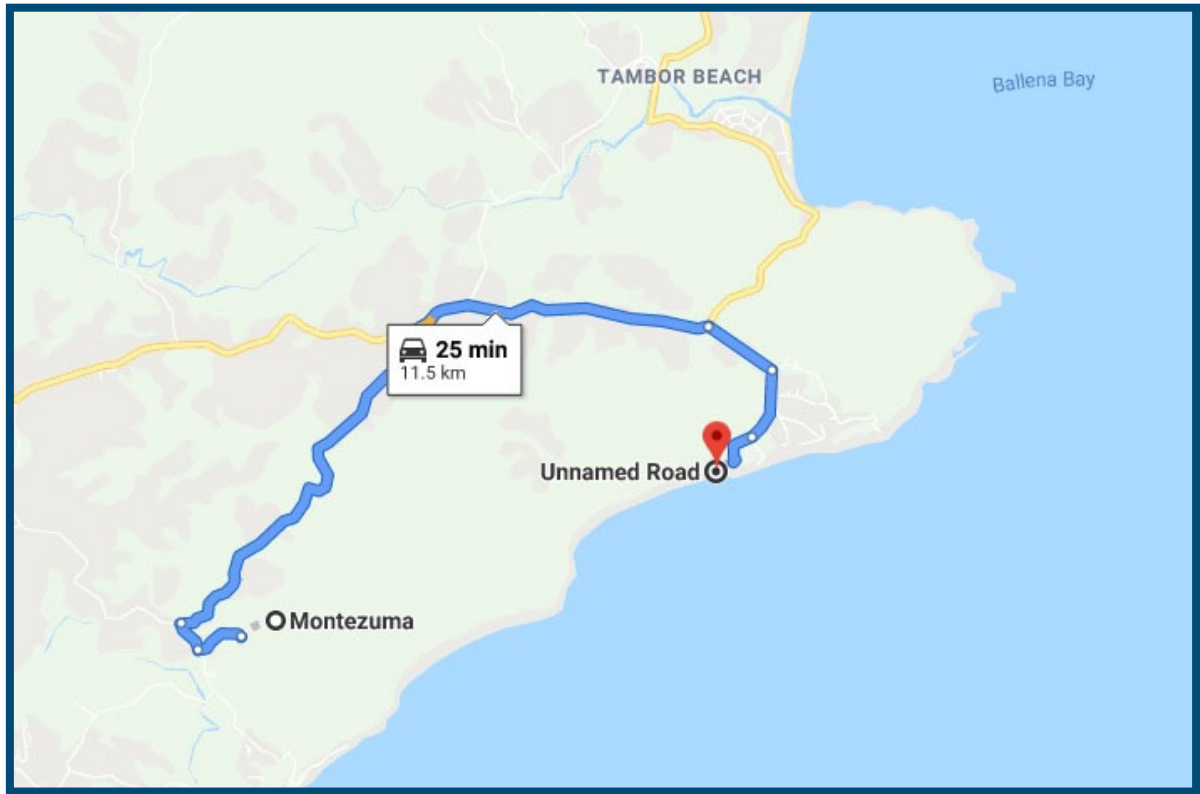 TAMBOR BEACH
Ballena Bay
25 min
11.5 km
Unnamed Road
Montezuma